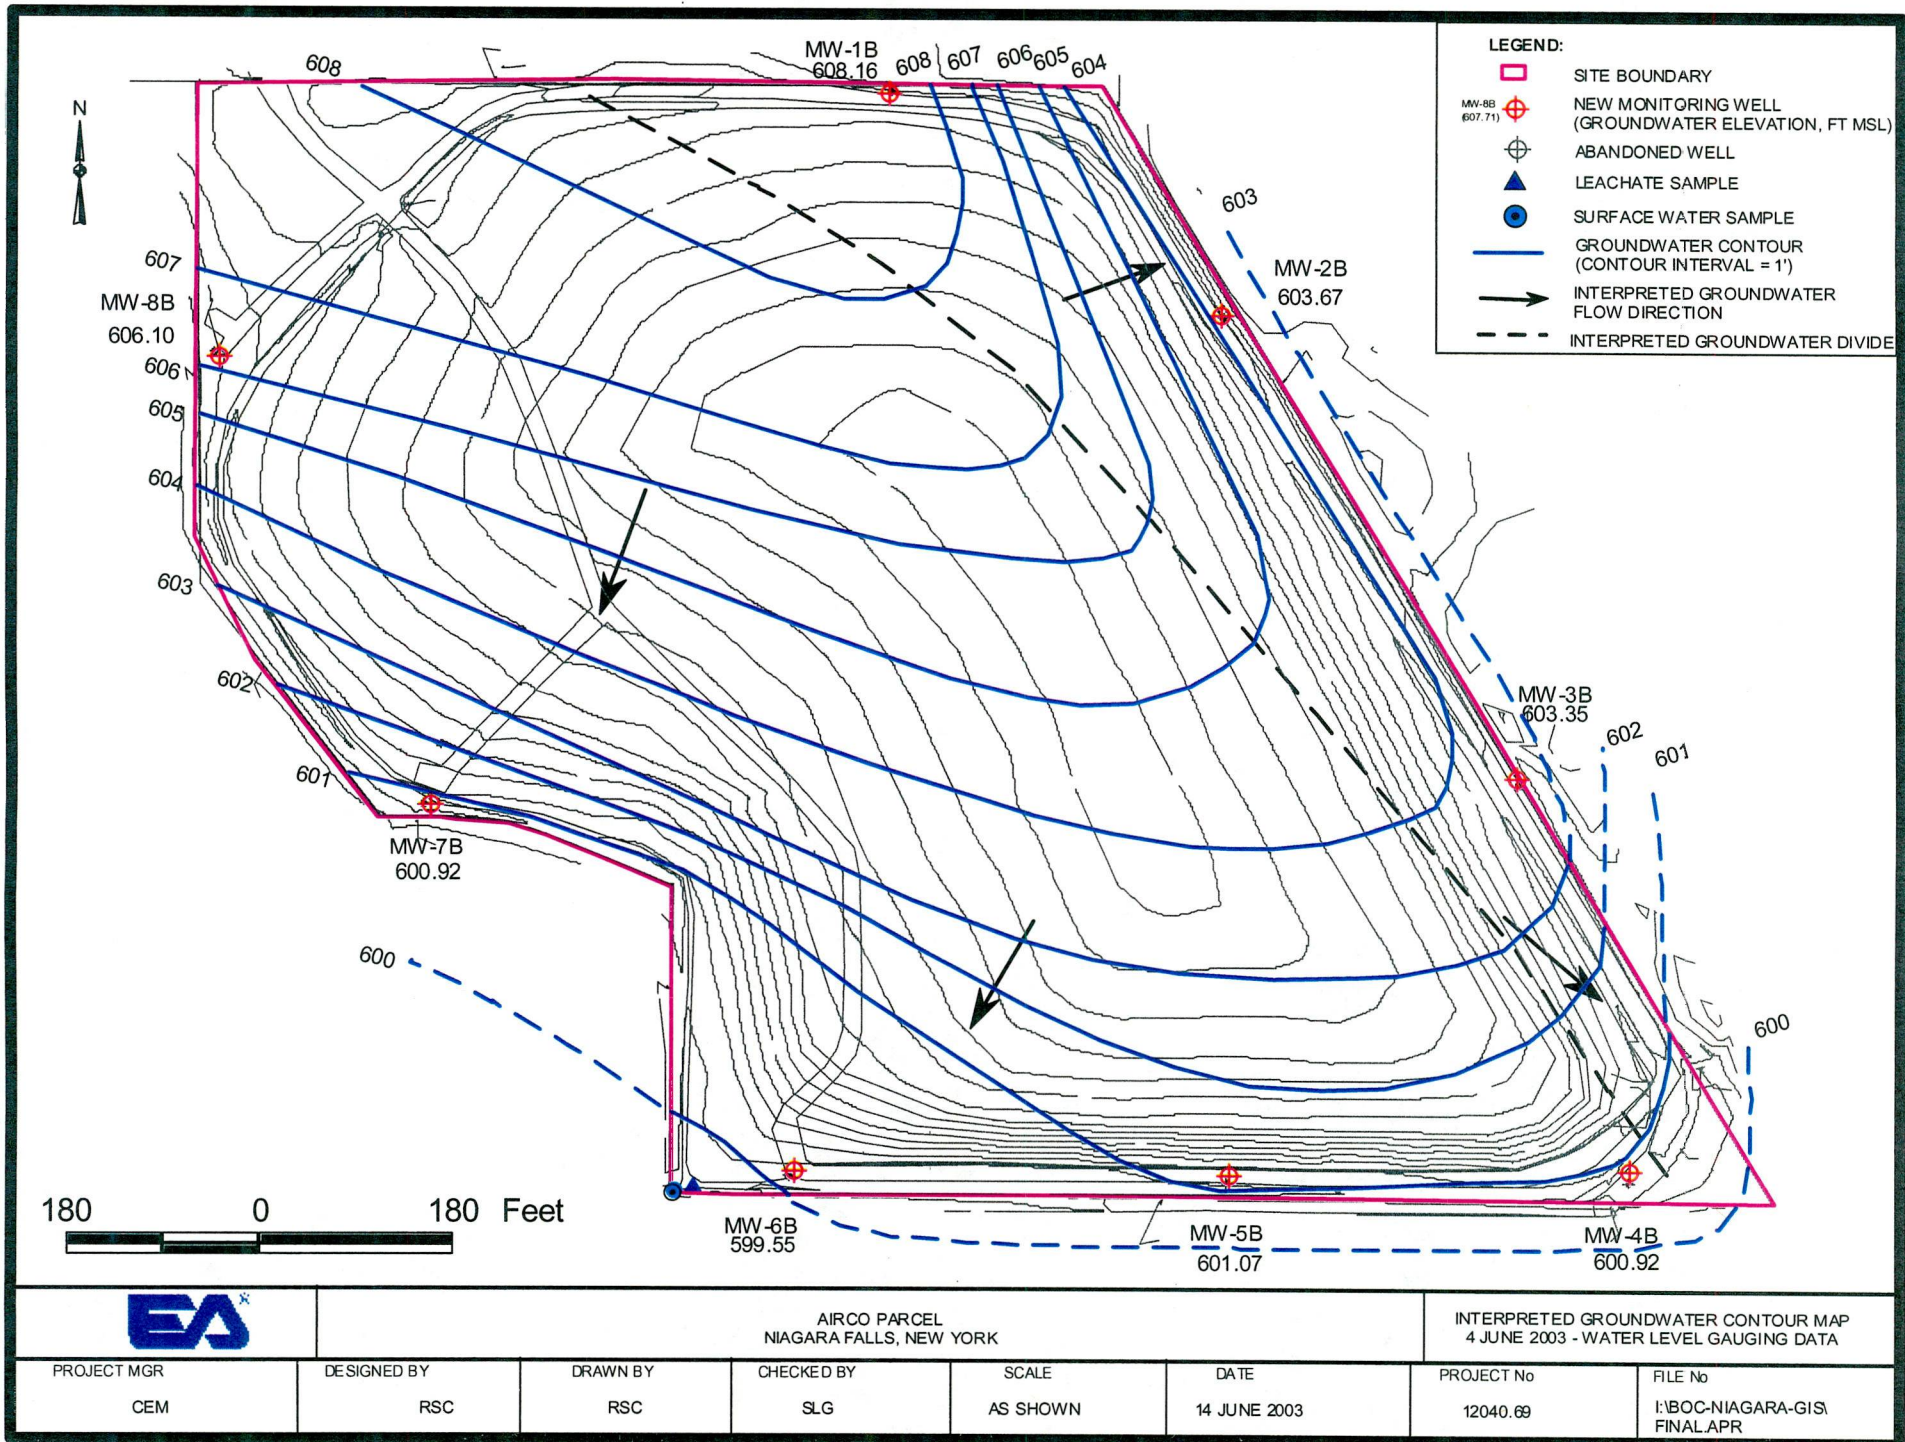 608
MW-1B
608.16
608
607
606
605
604
N
LEGEND:
SITE BOUNDARY
MW-8B
(607.71)
NEW MONITORING WELL
(GROUNDWATER ELEVATION, FT MSL)
ABANDONED WELL
LEACHATE SAMPLE
SURFACE WATER SAMPLE
GROUNDWATER CONTOUR
(CONTOUR INTERVAL = 1')
INTERPRETED GROUNDWATER
FLOW DIRECTION
INTERPRETED GROUNDWATER DIVIDE
603
607
MW-2B
603.67
MW-8B
606.10
606
605
604
603
602
MW-3B
603.35
602
601
601
MW-7B
600.92
600
600
180 0 180 Feet
MW-6B
599.55
MW-5B
601.07
MW-4B
600.92
EA®
AIRCO PARCEL
NIAGARA FALLS, NEW YORK
INTERPRETED GROUNDWATER CONTOUR MAP
4 JUNE 2003 - WATER LEVEL GAUGING DATA
PROJECT MGR
CEM
DESIGNED BY
RSC
DRAWN BY
RSC
CHECKED BY
SLG
SCALE
AS SHOWN
DATE
14 JUNE 2003
PROJECT No
12040.69
FILE No
I:\BOC-NIAGARA-GIS\
FINAL.APR